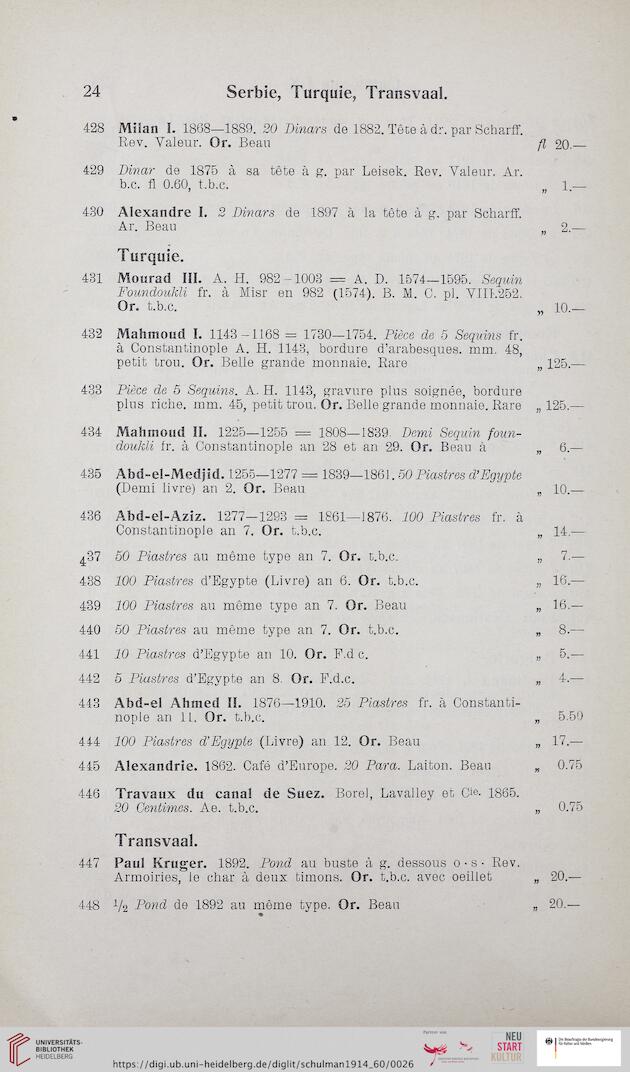 24 Serbie, Turquie, Transvaal.
428 Milan I. 1868—1889. 20 Dinars de 1882. Tête à dr. par Scharff.
Rev. Valeur. Or. Beau fl 20.—
429 Dinar de 1875 à sa tête à g. par Leisek. Rev. Valeur. Ar.
b.c. fl 0.60, t.b.c. „ 1.—
430 Alexandre I. 2 Dinars de 1897 à la tête à g. par Scharff.
Ar. Beau „ 2.—
Turquie.
431 Mourad III. A. H. 982-1003 = A. D. 1574—1595. Sequin
Foundoukli fr. à Misr en 982 (1574). B. M. C. pl. VIII.252.
Or. t.b.c. „ 10.—
432 Mahmoud I. 1143-1168 = 1730—1754. Pièce de 5 Sequins fr.
à Constantinople A. H. 1143, bordure d'arabesques. mm. 48,
petit trou. Or. Belle grande monnaie. Rare „ 125.—
433 Pièce de 5 Sequins. A. H. 1143, gravure plus soignée, bordure
plus riche. mm. 45, petit trou. Or. Belle grande monnaie. Rare „ 125.—
434 Mahmoud II. 1225—1255 = 1808—1839. Demi Sequin foun-
doukli fr. à Constantinople an 28 et an 29. Or. Beau à „ 6.—
435 Abd-el-Medjid. 1255—1277 = 1839—1861. 50 Piastres d'Egypte
(Demi livre) an 2. Or. Beau „ 10.—
436 Abd-el-Aziz. 1277—1293 = 1861—1876. 100 Piastres fr. à
Constantinople an 7. Or. t.b.c. „ 14.—
437 50 Piastres au même type an 7. Or. t.b.c. „ 7.—
438 100 Piastres d'Egypte (Livre) an 6. Or. t.b.c. „ 16.—
439 100 Piastres au même type an 7. Or. Beau „ 16.—
440 50 Piastres au même type an 7. Or. t.b.c. „ 8.—
441 10 Piastres d'Egypte an 10. Or. F.d c. „ 5.—
442 5 Piastres d'Egypte an 8. Or. F.d.c. „ 4.—
443 Abd-el Ahmed II. 1876—1910. 25 Piastres fr. à Constanti-
nople an 11. Or. t.b.c. „ 5.50
444 100 Piastres d'Egypte (Livre) an 12. Or. Beau „ 17.—
445 Alexandrie. 1862. Café d'Europe. 20 Para. Laiton. Beau „ 0.75
446 Travaux du canal de Suez. Borel, Lavalley et Cie. 1865.
20 Centimes. Ae. t.b.c. „ 0.75
Transvaal.
447 Paul Kruger. 1892. Pond au buste à g. dessous o·s· Rev.
Armoiries, le char à deux timons. Or. t.b.c. avec oeillet „ 20.—
448 1/2 Pond de 1892 au même type. Or. Beau „ 20.—
UNIVERSITÄTS-
BIBLIOTHEK
HEIDELBERG
https://digi.ub.uni-heidelberg.de/diglit/schulman1914_60/0026
Partner von
NEU
START
KULTUR
Die Beauftragte der Bundesregierung
für Kultur und Medien